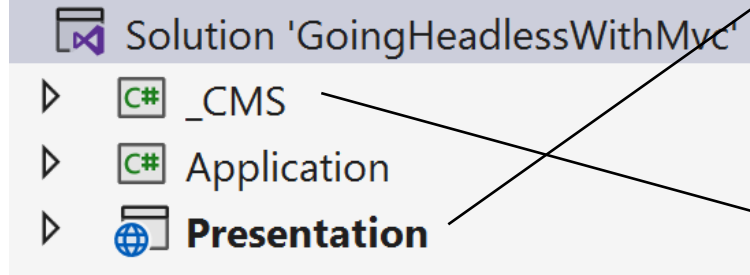 Solution 'GoingHeadlessWithMvc'
C# _CMS
C# Application
Presentation